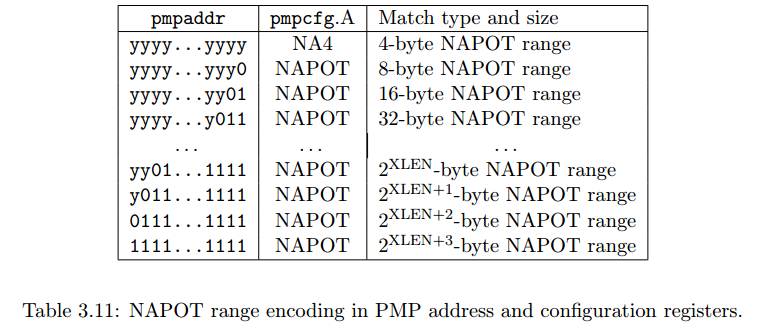 pmpaddr pmpcfg.A Match type and size
yyyy...yyyy NA4 4-byte NAPOT range
yyyy...yyy0 NAPOT 8-byte NAPOT range
yyyy...yy01 NAPOT 16-byte NAPOT range
yyyy...y011 NAPOT 32-byte NAPOT range
... ... ...
yy01...1111 NAPOT 2^XLEN-byte NAPOT range
y011...1111 NAPOT 2^XLEN+1-byte NAPOT range
0111...1111 NAPOT 2^XLEN+2-byte NAPOT range
1111...1111 NAPOT 2^XLEN+3-byte NAPOT range
Table 3.11: NAPOT range encoding in PMP address and configuration registers.